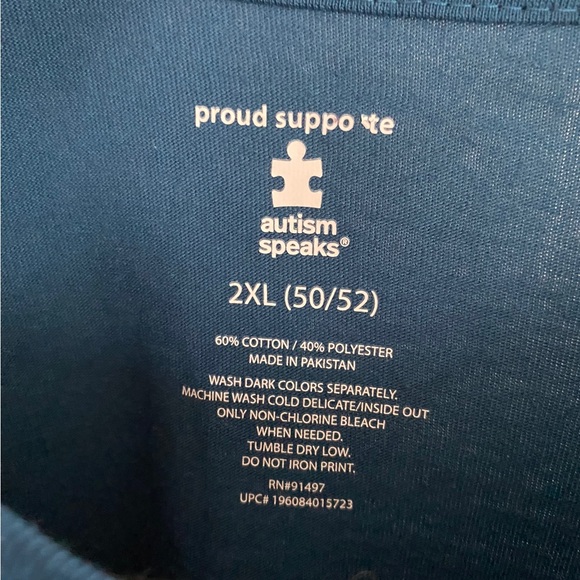 proud suppo te
autism
speaks®
2XL (50/52)
60% COTTON / 40% POLYESTER
MADE IN PAKISTAN
WASH DARK COLORS SEPARATELY.
MACHINE WASH COLD DELICATE/INSIDE OUT
ONLY NON-CHLORINE BLEACH
WHEN NEEDED.
TUMBLE DRY LOW.
DO NOT IRON PRINT.
RN#91497
UPC# 196084015723